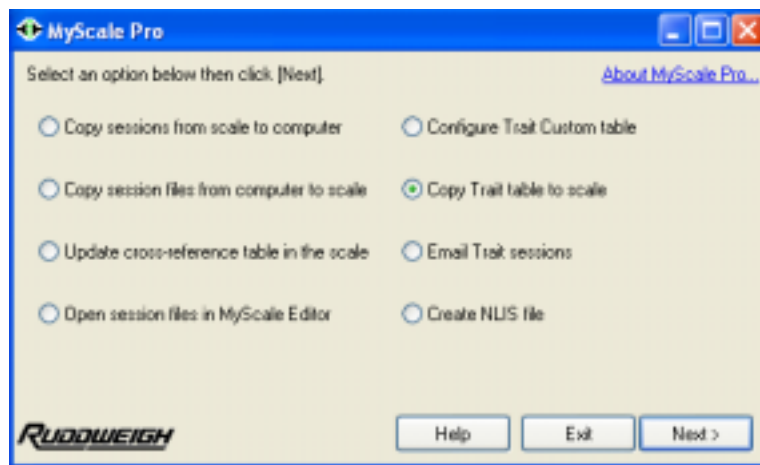 MyScale Pro
Select an option below then click [Next].
About MyScale Pro...
Copy sessions from scale to computer
Configure Trait Custom table
Copy session files from computer to scale
Copy Trait table to scale
Update cross-reference table in the scale
Email Trait sessions
Open session files in MyScale Editor
Create NLIS file
RUDDWEIGH
Help
Exit
Next >